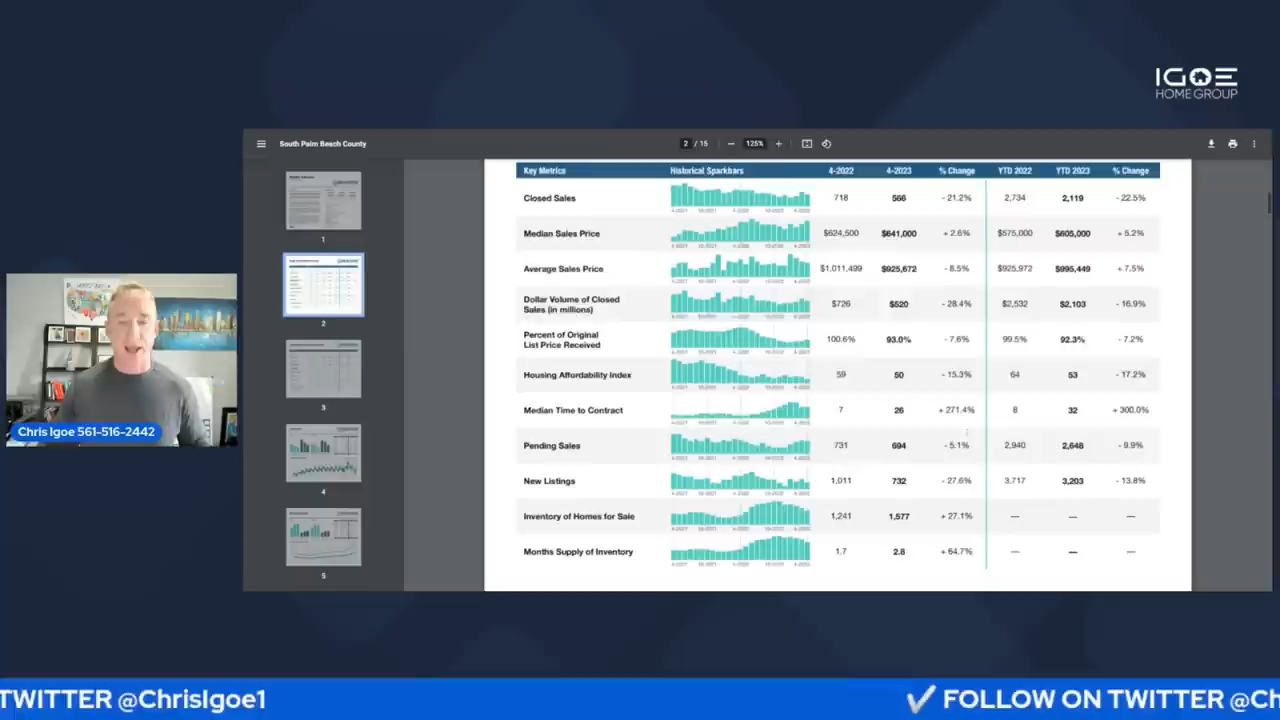 IGOE
HOME GROUP
South Palm Beach County
2 / 15
125%
1
2
3
4
5
Key Metrics Historical Sparkbars 4-2022 4-2023 % Change YTD 2022 YTD 2023 % Change
Closed Sales 718 566 - 21.2% 2,734 2,119 - 22.5%
Median Sales Price $624,500 $641,000 + 2.6% $575,000 $605,000 + 5.2%
Average Sales Price $1,011,499 $925,672 - 8.5% $925,972 $995,449 + 7.5%
Dollar Volume of Closed
Sales (in millions) $726 $520 - 28.4% $2,532 $2,103 - 16.9%
Percent of Original
List Price Received 100.6% 93.0% - 7.6% 99.5% 92.3% - 7.2%
Housing Affordability Index 59 50 - 15.3% 64 53 - 17.2%
Median Time to Contract 7 26 + 271.4% 8 32 + 300.0%
Pending Sales 731 694 - 5.1% 2,940 2,648 - 9.9%
New Listings 1,011 732 - 27.6% 3,717 3,203 - 13.8%
Inventory of Homes for Sale 1,241 1,577 + 27.1% — — —
Months Supply of Inventory 1.7 2.8 + 64.7% — — —
Chris Igoe 561-516-2442
TWITTER @ChrisIgoe1
FOLLOW ON TWITTER @Ch